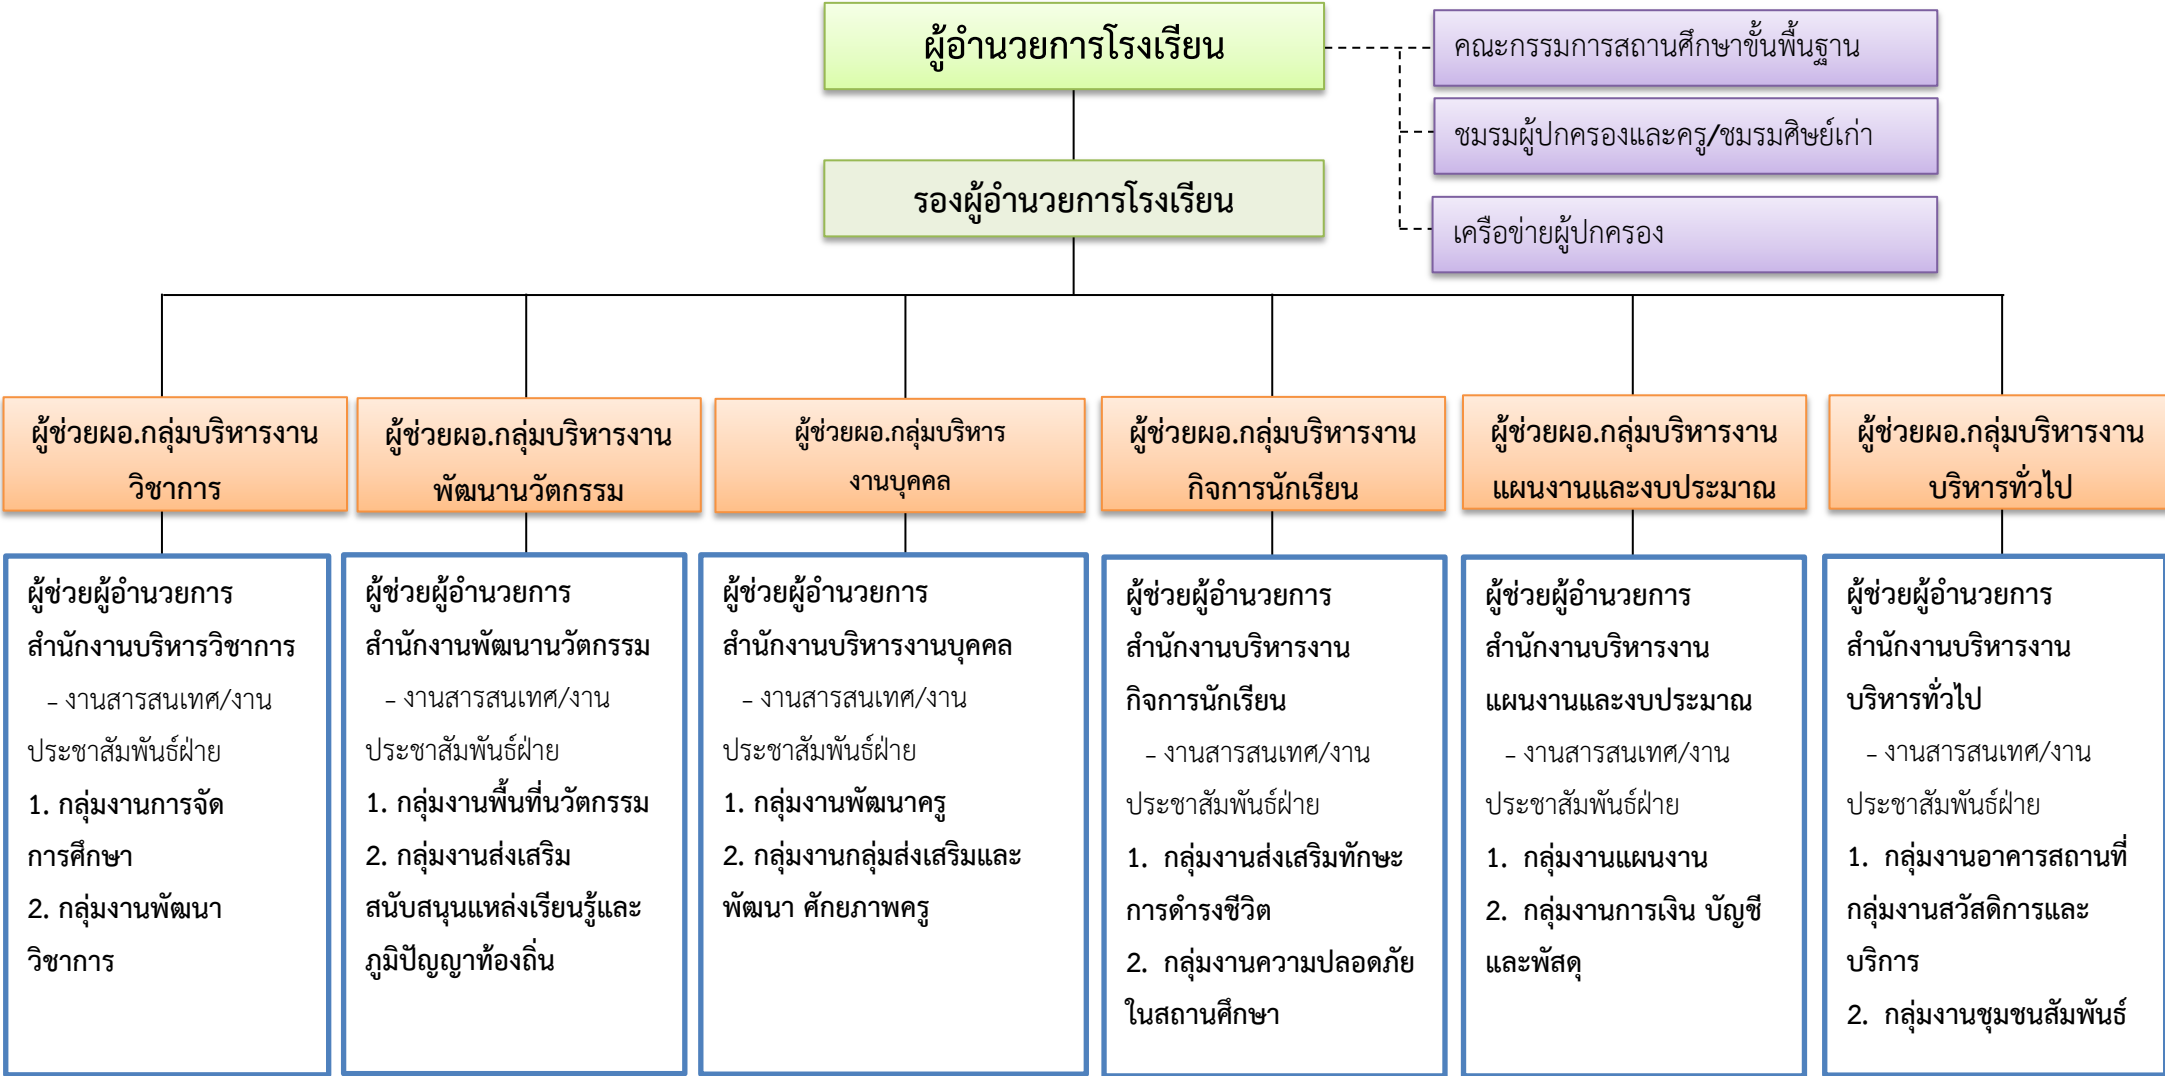 ผู้อำนวยการโรงเรียน
คณะกรรมการสถานศึกษาขั้นพื้นฐาน
ชมรมผู้ปกครองและครู/ชมรมศิษย์เก่า
รองผู้อำนวยการโรงเรียน
เครือข่ายผู้ปกครอง
ผู้ช่วยผอ.กลุ่มบริหารงาน
วิชาการ
ผู้ช่วยผอ.กลุ่มบริหารงาน
พัฒนานวัตกรรม
ผู้ช่วยผอ.กลุ่มบริหาร
งานบุคคล
ผู้ช่วยผอ.กลุ่มบริหารงาน
กิจการนักเรียน
ผู้ช่วยผอ.กลุ่มบริหารงาน
แผนงานและงบประมาณ
ผู้ช่วยผอ.กลุ่มบริหารงาน
บริหารทั่วไป
ผู้ช่วยผู้อำนวยการ
สำนักงานบริหารวิชาการ
- งานสารสนเทศ/งาน
ประชาสัมพันธ์ฝ่าย
1. กลุ่มงานการจัด
การศึกษา
2. กลุ่มงานพัฒนา
วิชาการ
ผู้ช่วยผู้อำนวยการ
สำนักงานพัฒนานวัตกรรม
- งานสารสนเทศ/งาน
ประชาสัมพันธ์ฝ่าย
1. กลุ่มงานพื้นที่นวัตกรรม
2. กลุ่มงานส่งเสริม
สนับสนุนแหล่งเรียนรู้และ
ภูมิปัญญาท้องถิ่น
ผู้ช่วยผู้อำนวยการ
สำนักงานบริหารงานบุคคล
- งานสารสนเทศ/งาน
ประชาสัมพันธ์ฝ่าย
1. กลุ่มงานพัฒนาครู
2. กลุ่มงานกลุ่มส่งเสริมและ
พัฒนา ศักยภาพครู
ผู้ช่วยผู้อำนวยการ
สำนักงานบริหารงาน
กิจการนักเรียน
- งานสารสนเทศ/งาน
ประชาสัมพันธ์ฝ่าย
1. กลุ่มงานส่งเสริมทักษะ
การดำรงชีวิต
2. กลุ่มงานความปลอดภัย
ในสถานศึกษา
ผู้ช่วยผู้อำนวยการ
สำนักงานบริหารงาน
แผนงานและงบประมาณ
- งานสารสนเทศ/งาน
ประชาสัมพันธ์ฝ่าย
1. กลุ่มงานแผนงาน
2. กลุ่มงานการเงิน บัญชี
และพัสดุ
ผู้ช่วยผู้อำนวยการ
สำนักงานบริหารงาน
บริหารทั่วไป
- งานสารสนเทศ/งาน
ประชาสัมพันธ์ฝ่าย
1. กลุ่มงานอาคารสถานที่
กลุ่มงานสวัสดิการและ
บริการ
2. กลุ่มงานชุมชนสัมพันธ์